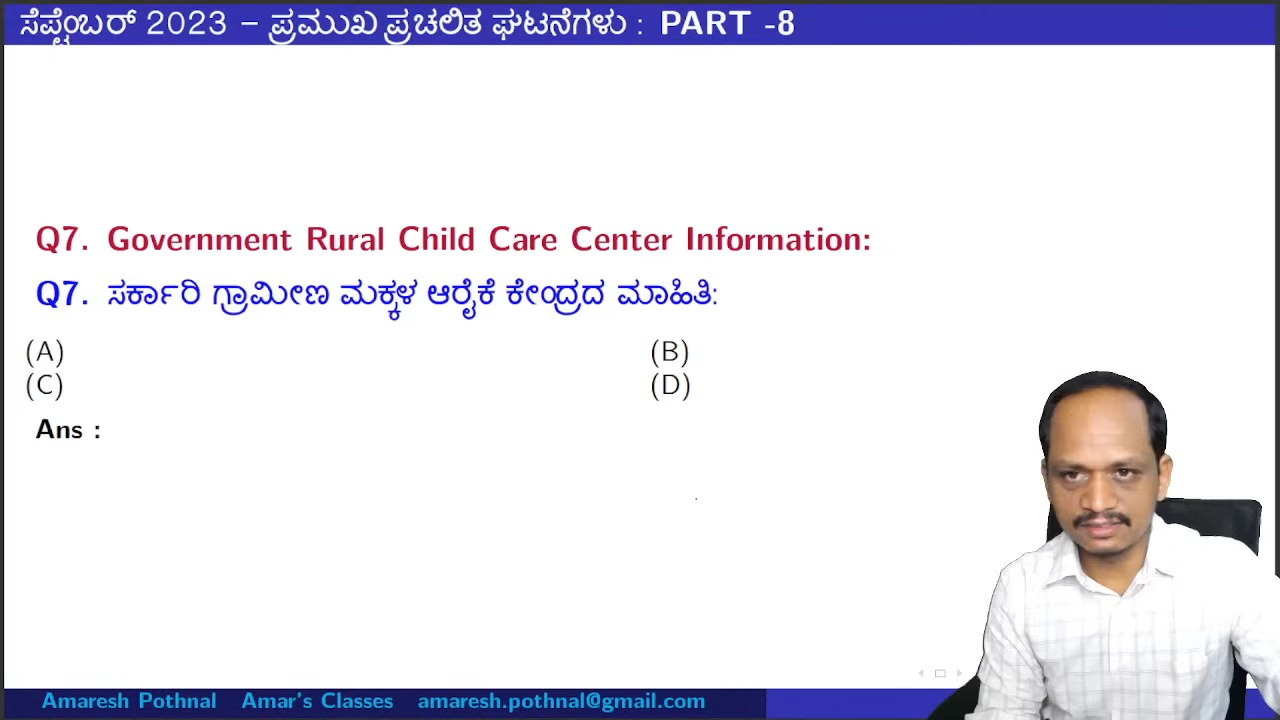 ಸೆಪ್ಟೆಂಬರ್ 2023 – ಪ್ರಮುಖ ಪ್ರಚಲಿತ ಘಟನೆಗಳು : PART -8
Q7. Government Rural Child Care Center Information:
Q7. ಸರ್ಕಾರಿ ಗ್ರಾಮೀಣ ಮಕ್ಕಳ ಆರೈಕೆ ಕೇಂದ್ರದ ಮಾಹಿತಿ:
(A) (B)
(C) (D)
Ans :
Amaresh Pothnal Amar's Classes amaresh.pothnal@gmail.com